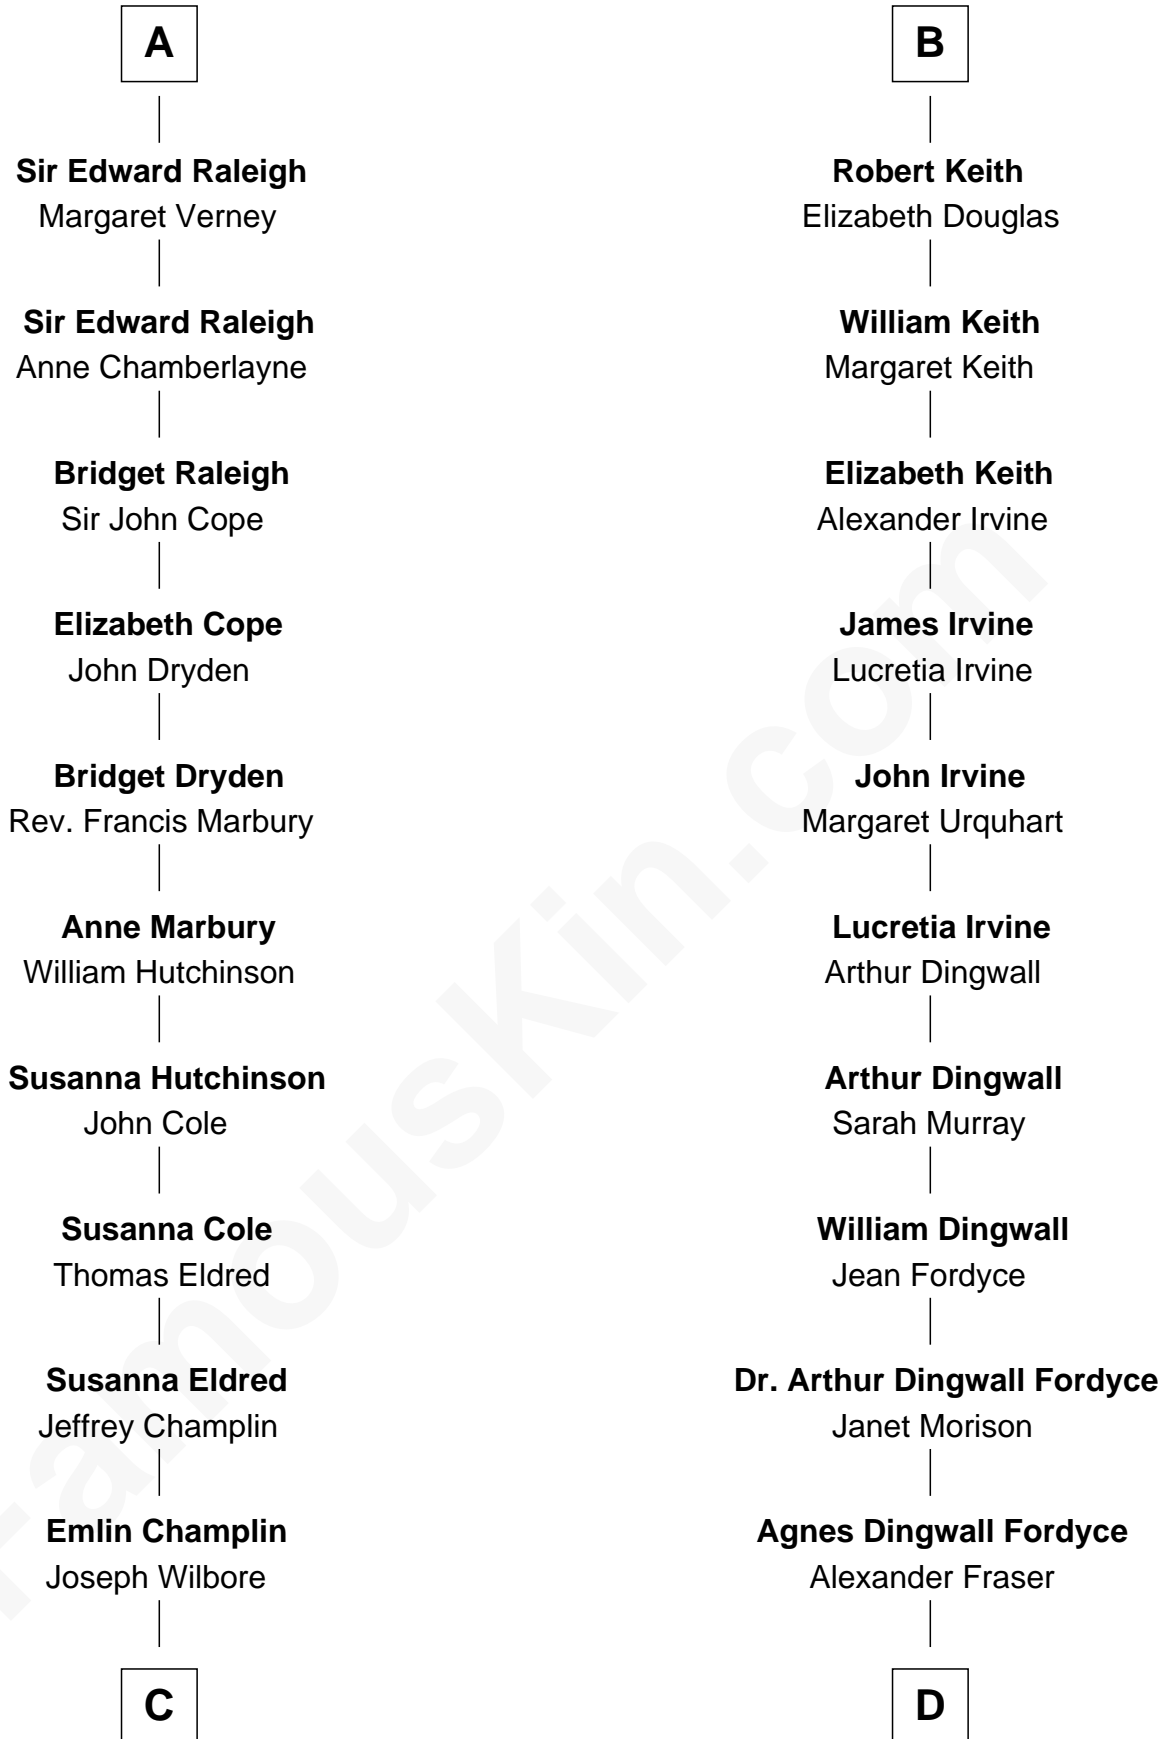 A
Sir Edward Raleigh
Margaret Verney
Sir Edward Raleigh
Anne Chamberlayne
Bridget Raleigh
Sir John Cope
Elizabeth Cope
John Dryden
Bridget Dryden
Rev. Francis Marbury
Anne Marbury
William Hutchinson
Susanna Hutchinson
John Cole
Susanna Cole
Thomas Eldred
Susanna Eldred
Jeffrey Champlin
Emlin Champlin
Joseph Wilbore
C
B
Robert Keith
Elizabeth Douglas
William Keith
Margaret Keith
Elizabeth Keith
Alexander Irvine
James Irvine
Lucretia Irvine
John Irvine
Margaret Urquhart
Lucretia Irvine
Arthur Dingwall
Arthur Dingwall
Sarah Murray
William Dingwall
Jean Fordyce
Dr. Arthur Dingwall Fordyce
Janet Morison
Agnes Dingwall Fordyce
Alexander Fraser
D
FamousKin.com